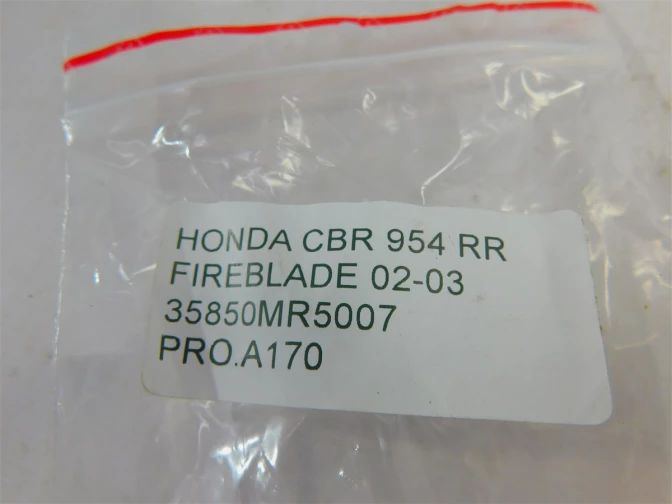 HONDA CBR 954 RR
FIREBLADE 02-03
35850MR5007
PRO.A170